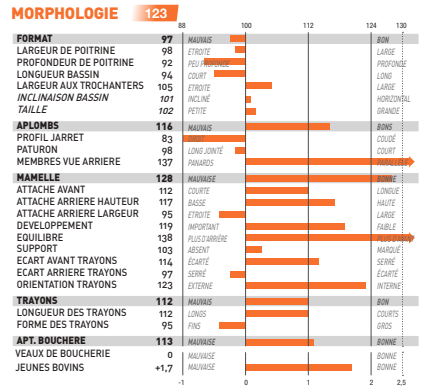 MORPHOLOGIE 123
88 100 112 124 130
FORMAT 97 MAUVAIS BON
LARGEUR DE POITRINE 98 ETROITE LARGE
PROFONDEUR DE POITRINE 92 PEU PROFONDE PROFONDE
LONGUEUR BASSIN 94 COURT LONG
LARGEUR AUX TROCHANTERS 105 ETROITE LARGE
INCLINAISON BASSIN 101 INCLINÉ HORIZONTAL
TAILLE 102 PETITE GRANDE
APLOMBS 116 MAUVAIS BONS
PROFIL JARRET 83 COUDÉ
PATURON 98 LONG JOINTÉ COURT
MEMBRES VUE ARRIERE 137 PANARDS PARALLÈLES
MAMELLE 128 MAUVAISE BONNE
ATTACHE AVANT 112 COURTE LONGUE
ATTACHE ARRIERE HAUTEUR 117 BASSE HAUTE
ATTACHE ARRIERE LARGEUR 95 ETROITE LARGE
DEVELOPPEMENT 119 IMPORTANT FAIBLE
EQUILIBRE 138 PLUS D'ARRIÈRE PLUS D'AVANT
SUPPORT 103 ABSENT MARQUÉ
ECART AVANT TRAYONS 114 ÉCARTÉ SERRÉ
ECART ARRIERE TRAYONS 97 SERRÉ ÉCARTÉ
ORIENTATION TRAYONS 123 EXTERNE INTERNE
TRAYONS 112 MAUVAIS BON
LONGUEUR DES TRAYONS 112 LONGS COURTS
FORME DES TRAYONS 95 FINS GROS
APT. BOUCHERE 113 MAUVAISE BONNE
VEAUX DE BOUCHERIE 0 MAUVAISE BONNE
JEUNES BOVINS +1,7 MAUVAISE BONNE
-1 0 1 2 2,5